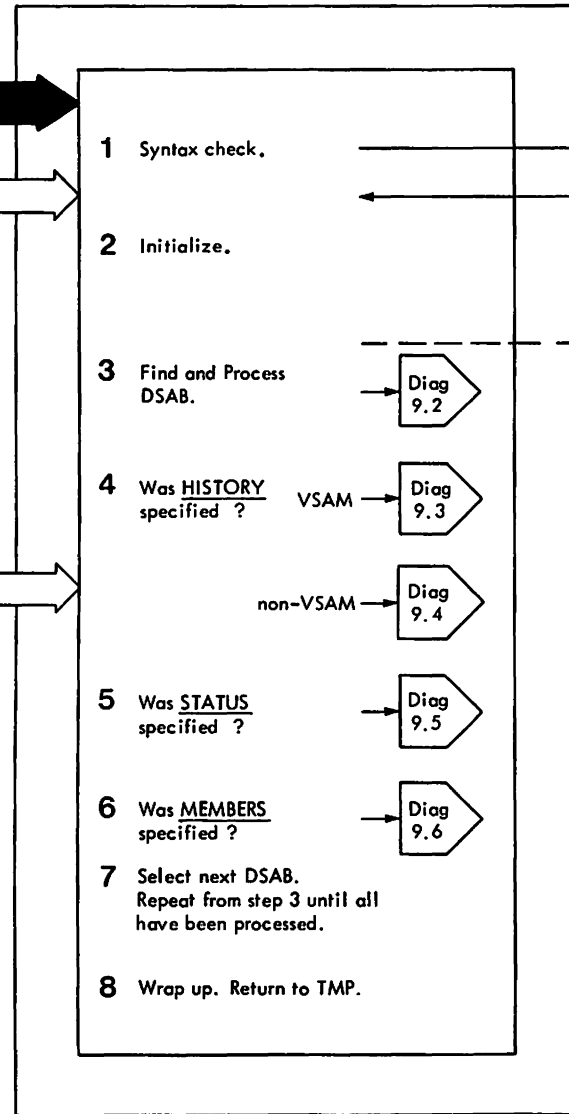 1 Syntax check.
2 Initialize.
3 Find and Process
DSAB.
Diag
9.2
4 Was HISTORY
specified ?
VSAM
Diag
9.3
non-VSAM
Diag
9.4
5 Was STATUS
specified ?
Diag
9.5
6 Was MEMBERS
specified ?
Diag
9.6
7 Select next DSAB.
Repeat from step 3 until all
have been processed.
8 Wrap up. Return to TMP.